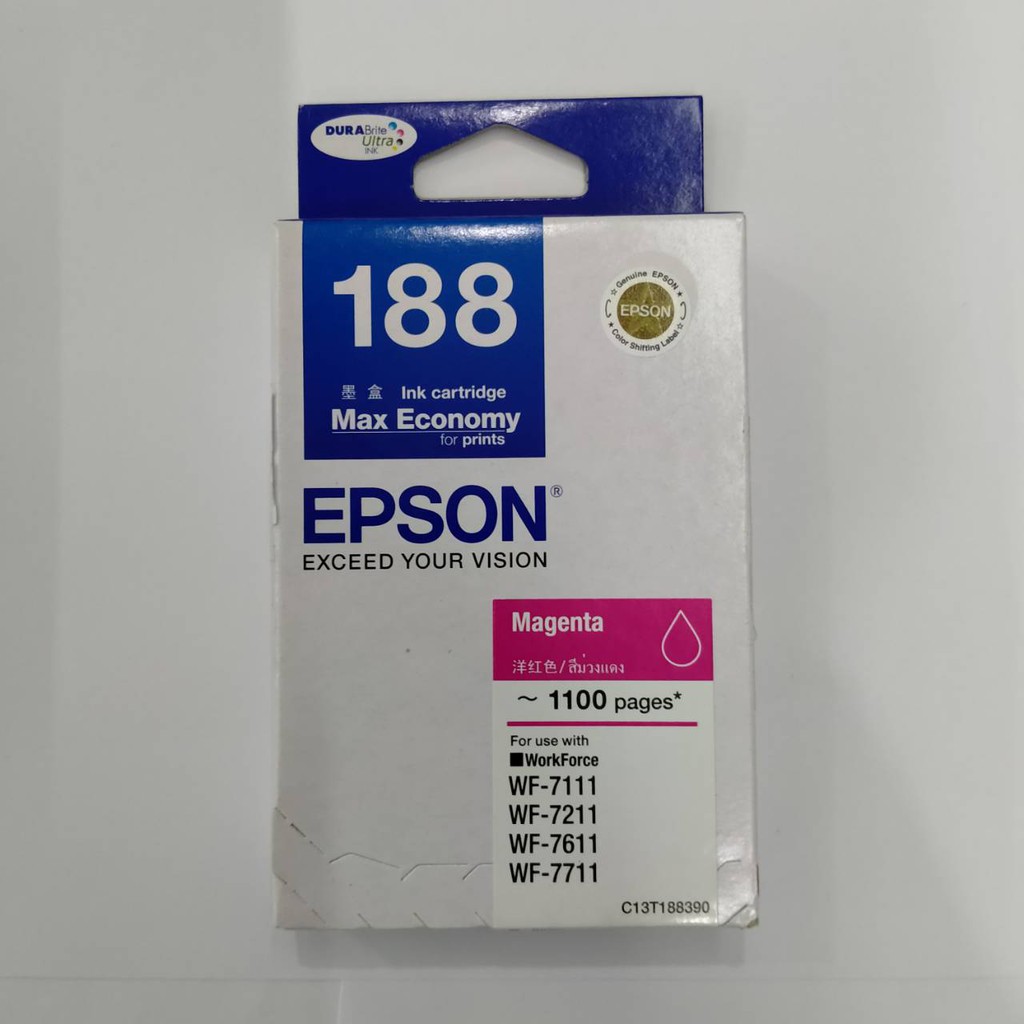 DURABrite
Ultra
INK
188
Genuine EPSON
EPSON
Color Shifting Label
墨盒 Ink cartridge
Max Economy
for prints
EPSON®
EXCEED YOUR VISION
Magenta
洋红色/สีม่วงแดง
~ 1100 pages*
For use with
WorkForce
WF-7111
WF-7211
WF-7611
WF-7711
C13T188390